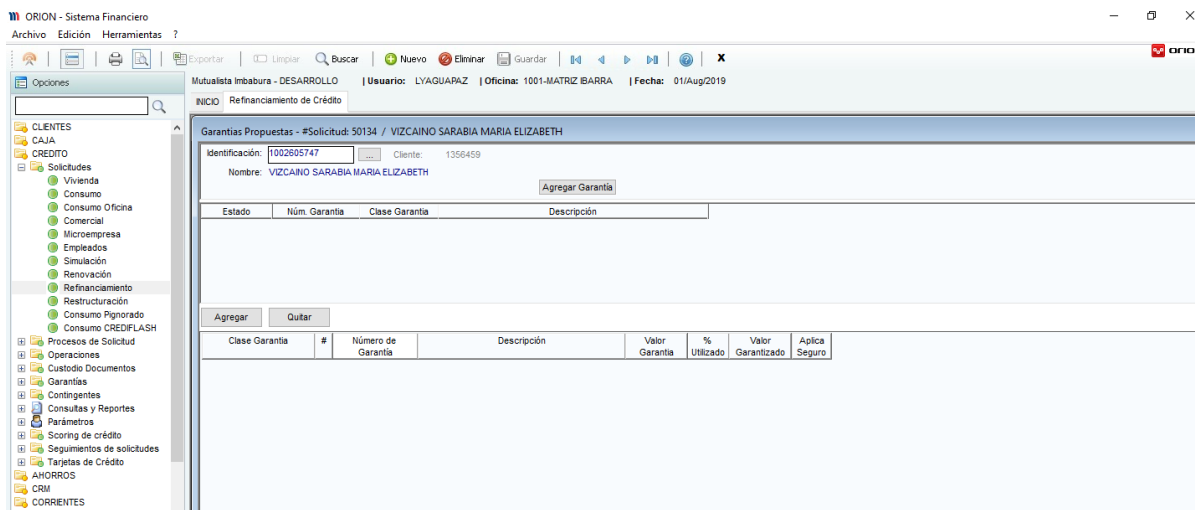 ORION - Sistema Financiero
Archivo Edición Herramientas ?
Exportar Limpiar Buscar Nuevo Eliminar Guardar X
Opciones
Mutualista Imbabura - DESARROLLO | Usuario: LYAGUAPAZ | Oficina: 1001-MATRIZ IBARRA | Fecha: 01/Aug/2019
INICIO Refinanciamiento de Crédito
CLIENTES
CAJA
CREDITO
Solicitudes
Vivienda
Consumo
Consumo Oficina
Comercial
Microempresa
Empleados
Simulación
Renovación
Refinanciamiento
Restructuración
Consumo Pignorado
Consumo CREDIFLASH
Procesos de Solicitud
Operaciones
Custodio Documentos
Garantías
Contingentes
Consultas y Reportes
Parámetros
Scoring de crédito
Seguimientos de solicitudes
Tarjetas de Crédito
AHORROS
CRM
CORRIENTES
Garantias Propuestas - #Solicitud: 50134 / VIZCAINO SARABIA MARIA ELIZABETH
Identificación: 1002605747 ... Cliente: 1356459
Nombre: VIZCAINO SARABIA MARIA ELIZABETH
Agregar Garantía
Estado Núm. Garantia Clase Garantia Descripción
Agregar Quitar
Clase Garantia # Número de Garantía Descripción Valor Garantia % Utilizado Valor Garantizado Aplica Seguro